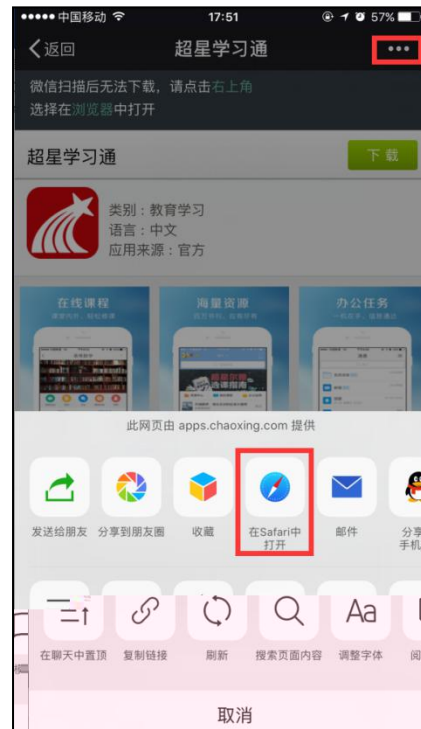 中国移动 17:51 57%
返回 超星学习通
微信扫描后无法下载，请点击右上角
选择在浏览器中打开
超星学习通 下载
类别：教育学习
语言：中文
应用来源：官方
在线课程 海量资源 办公任务
此网页由 apps.chaoxing.com 提供
发送给朋友 分享到朋友圈 收藏 在Safari中 邮件 分享
打开 手机
在聊天中置顶 复制链接 刷新 搜索页面内容 调整字体 阅
取消